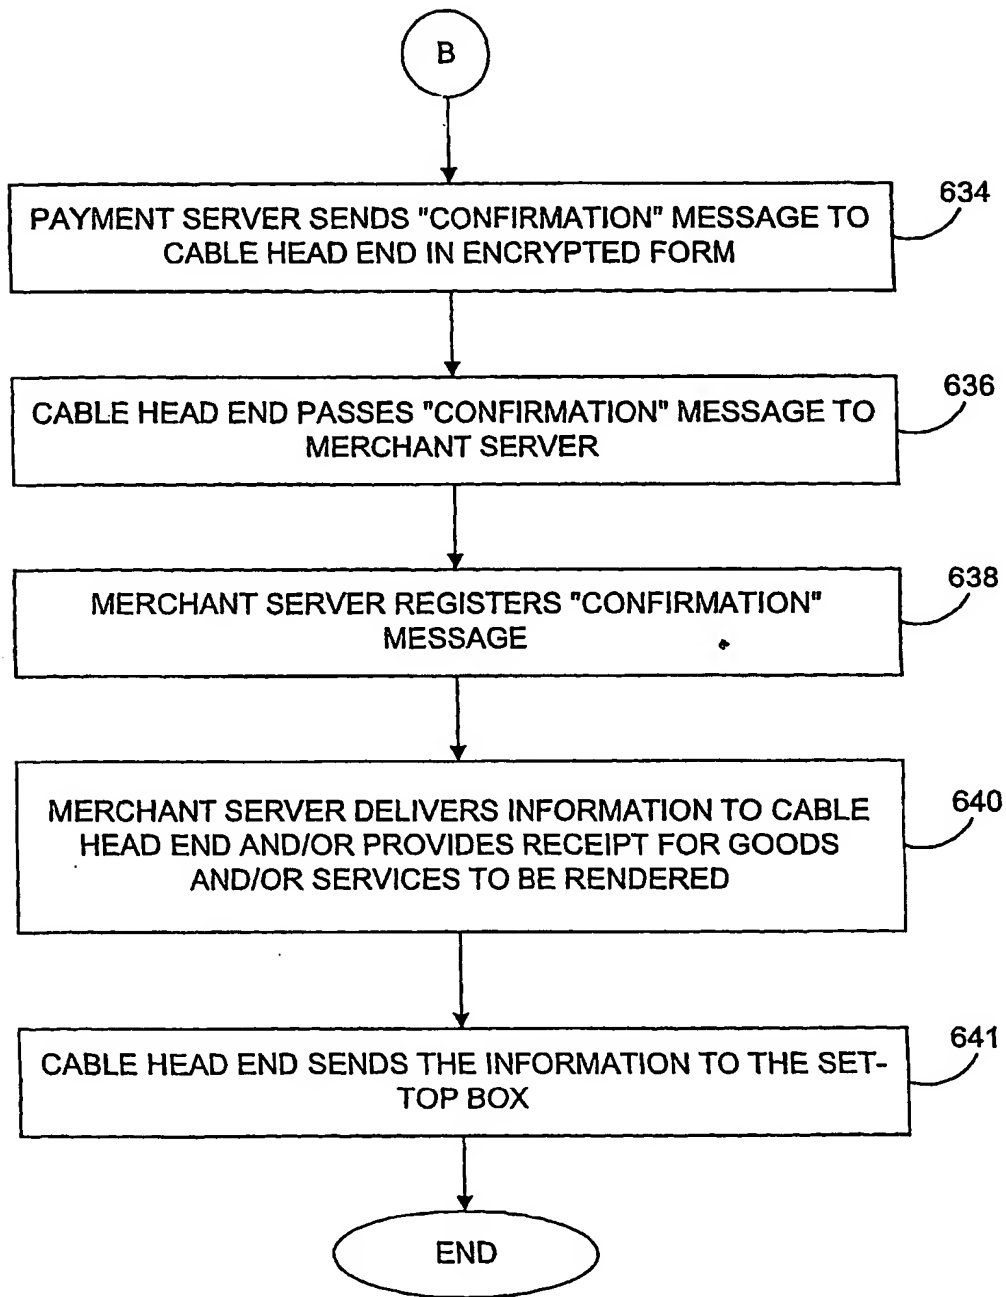 B
634
PAYMENT SERVER SENDS "CONFIRMATION" MESSAGE TO
CABLE HEAD END IN ENCRYPTED FORM
636
CABLE HEAD END PASSES "CONFIRMATION" MESSAGE TO
MERCHANT SERVER
638
MERCHANT SERVER REGISTERS "CONFIRMATION"
MESSAGE
640
MERCHANT SERVER DELIVERS INFORMATION TO CABLE
HEAD END AND/OR PROVIDES RECEIPT FOR GOODS
AND/OR SERVICES TO BE RENDERED
641
CABLE HEAD END SENDS THE INFORMATION TO THE SET-
TOP BOX
END